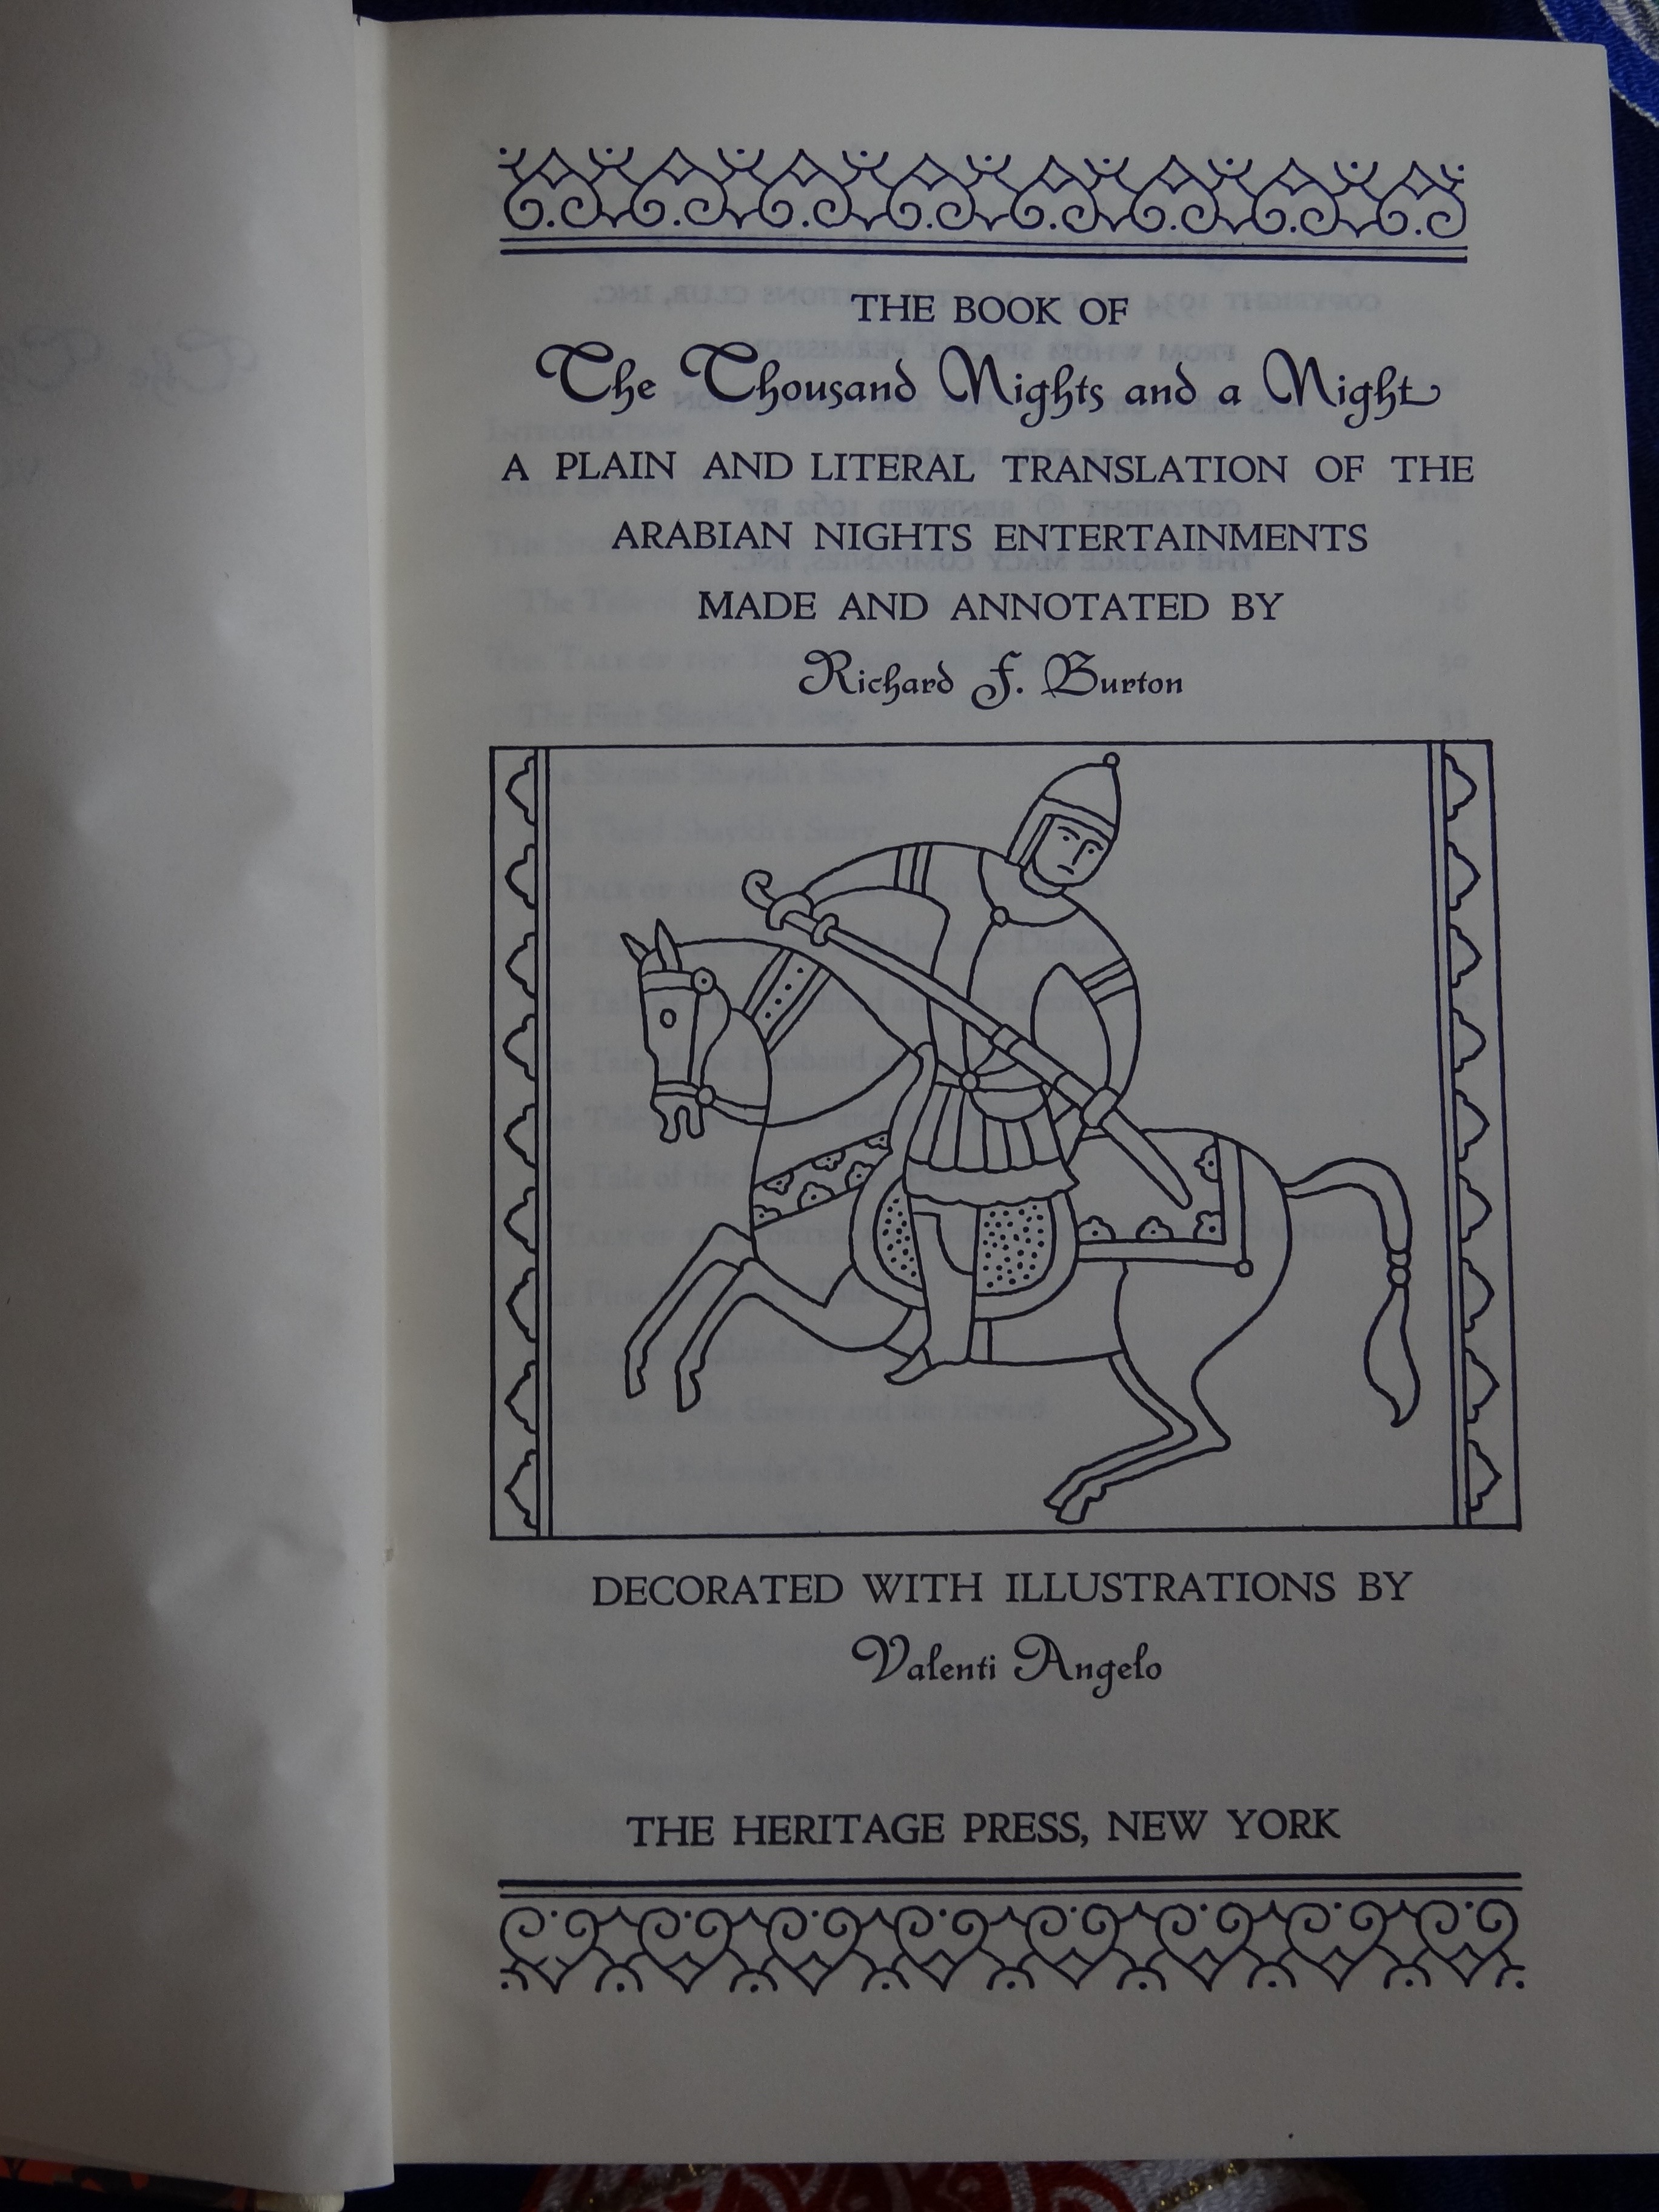 THE BOOK OF
The Thousand Nights and a Night
A PLAIN AND LITERAL TRANSLATION OF THE
ARABIAN NIGHTS ENTERTAINMENTS
MADE AND ANNOTATED BY
Richard F. Burton
DECORATED WITH ILLUSTRATIONS BY
Valenti Angelo
THE HERITAGE PRESS, NEW YORK